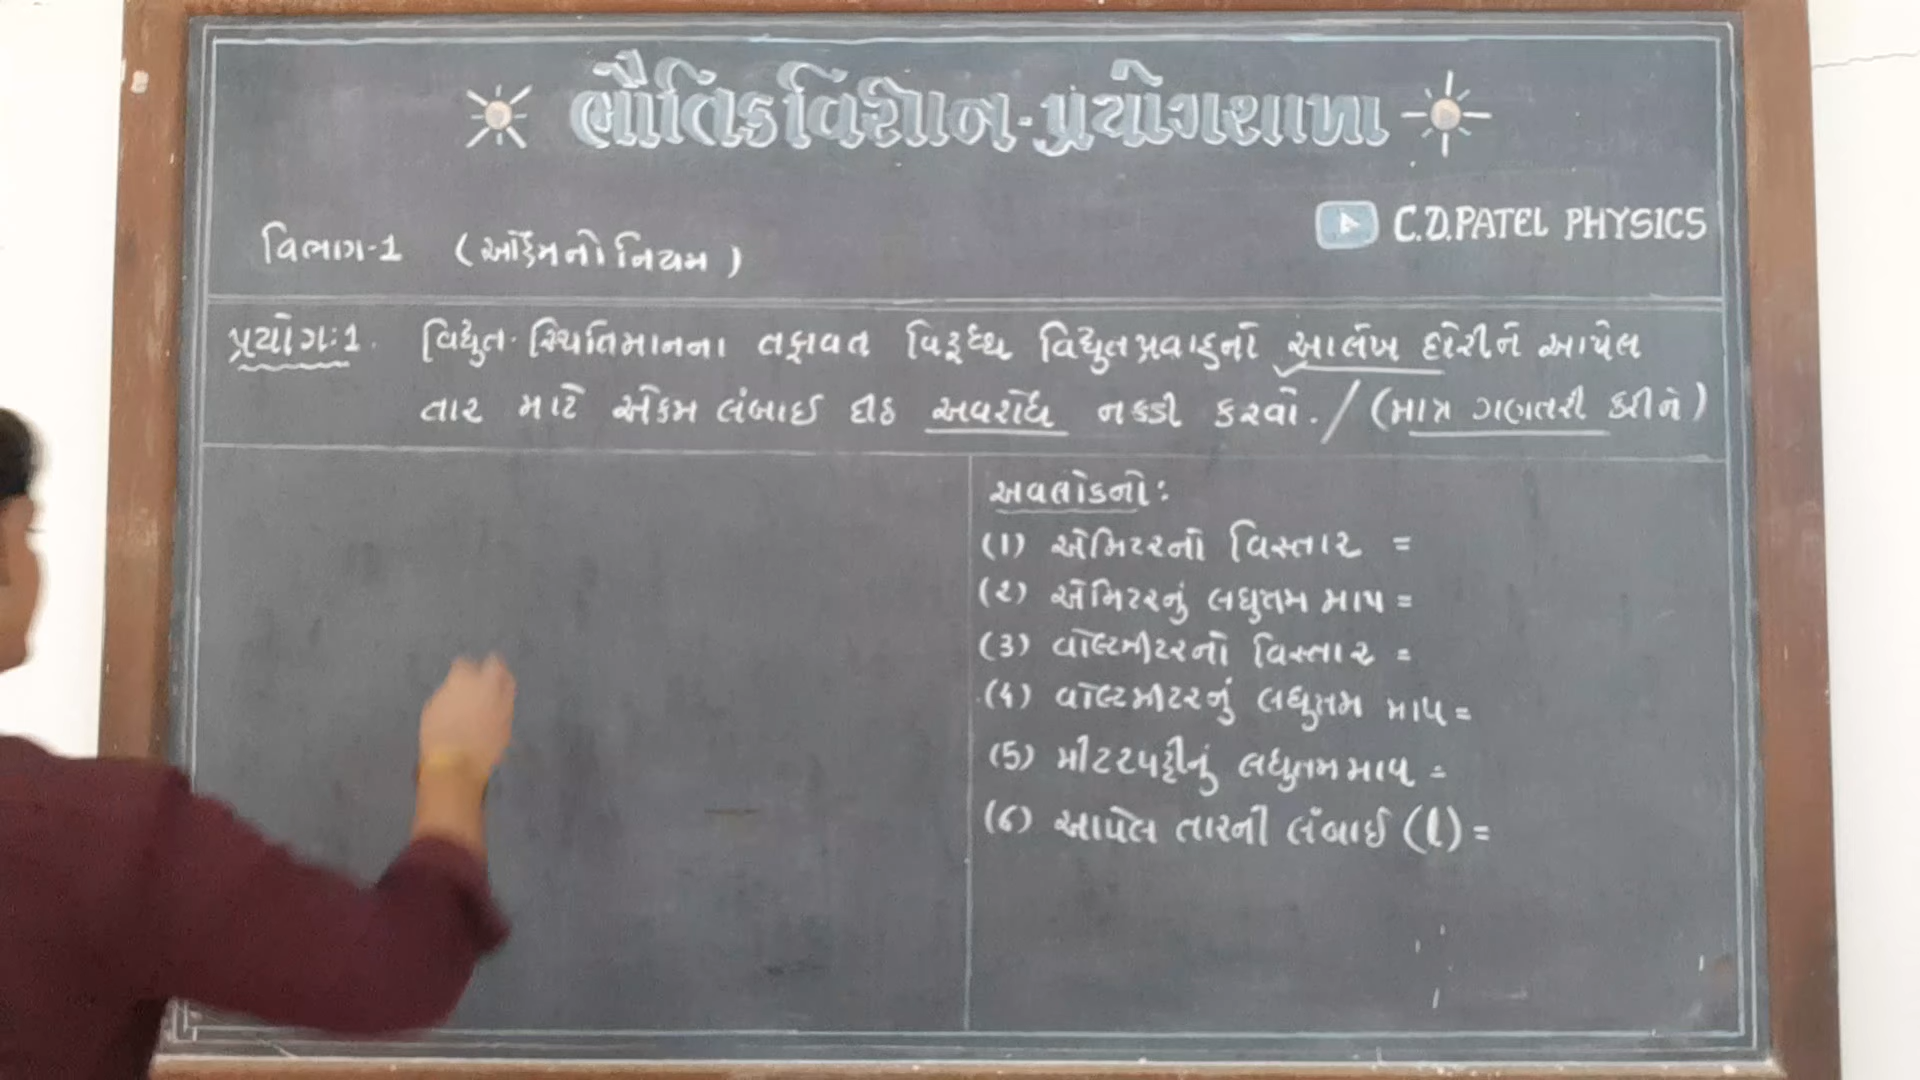 ભૌતિકવિજ્ઞાન-પ્રયોગશાળા
C.D.PATEL PHYSICS
વિભાગ-1 (ઓહ્મનો નિયમ)
પ્રયોગ:1. વિદ્યુત-સ્થિતિમાનના તફાવત વિરૂધ્ધ વિદ્યુતપ્રવાહનો આલેખ દોરીને આપેલ
તાર માટે એકમ લંબાઈ દીઠ અવરોધ નક્કી કરવો. / (માત્ર ગણતરી કરીને)
અવલોકનો:
(1) એમિટરનો વિસ્તાર =
(2) એમિટરનું લઘુતમ માપ =
(3) વોલ્ટમીટરનો વિસ્તાર =
(4) વોલ્ટમીટરનું લઘુતમ માપ =
(5) મીટરપટ્ટીનું લઘુતમ માપ =
(6) આપેલ તારની લંબાઈ (l) =